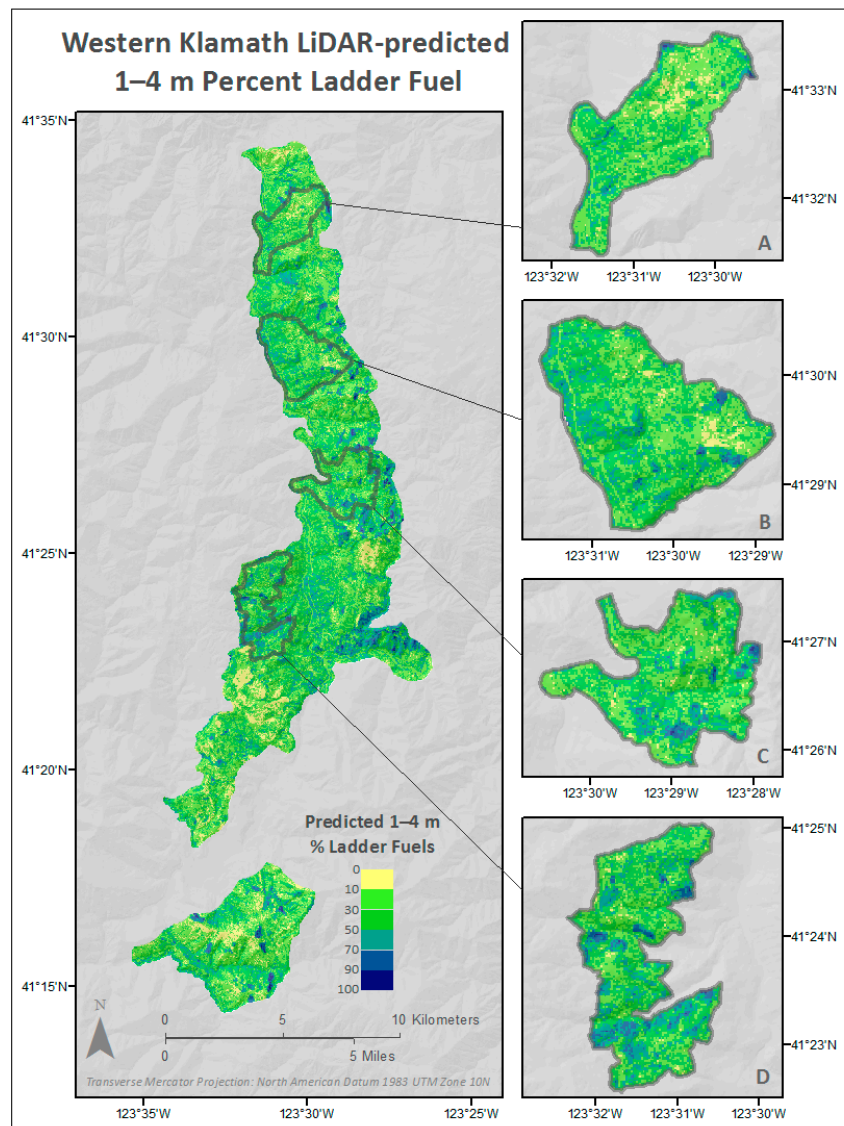 Western Klamath LiDAR-predicted
1–4 m Percent Ladder Fuel
41°35'N
41°30'N
41°25'N
41°20'N
41°15'N
Predicted 1–4 m
% Ladder Fuels
0
10
30
50
70
90
100
N
0 5 10 Kilometers
0 5 Miles
Transverse Mercator Projection: North American Datum 1983 UTM Zone 10N
123°35'W 123°30'W 123°25'W
41°33'N
41°32'N
A
123°32'W 123°31'W 123°30'W
41°30'N
41°29'N
B
123°31'W 123°30'W 123°29'W
41°27'N
41°26'N
C
123°30'W 123°29'W 123°28'W
41°25'N
41°24'N
41°23'N
D
123°32'W 123°31'W 123°30'W